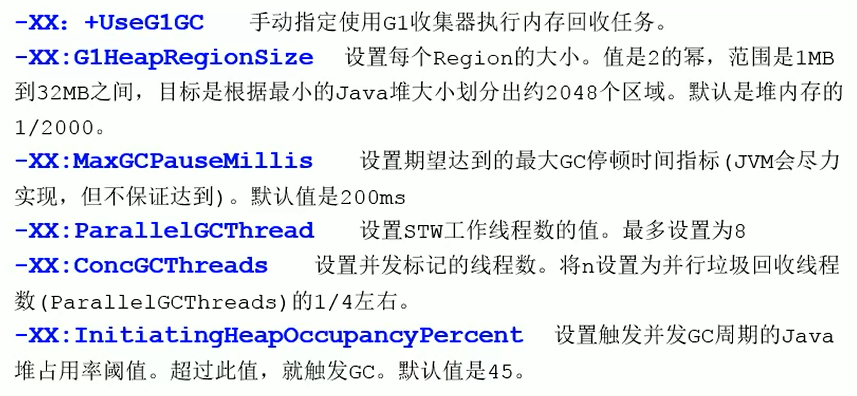 -XX: +UseG1GC 手动指定使用G1收集器执行内存回收任务。
-XX:G1HeapRegionSize 设置每个Region的大小。值是2的幂，范围是1MB
到32MB之间，目标是根据最小的Java堆大小划分出约2048个区域。默认是堆内存的
1/2000。
-XX:MaxGCPauseMillis 设置期望达到的最大GC停顿时间指标(JVM会尽力
实现，但不保证达到)。默认值是200ms
-XX:ParallelGCThread 设置STW工作线程数的值。最多设置为8
-XX:ConcGCThreads 设置并发标记的线程数。将n设置为并行垃圾回收线程
数(ParallelGCThreads)的1/4左右。
-XX:InitiatingHeapOccupancyPercent 设置触发并发GC周期的Java
堆占用率阈值。超过此值，就触发GC。默认值是45。